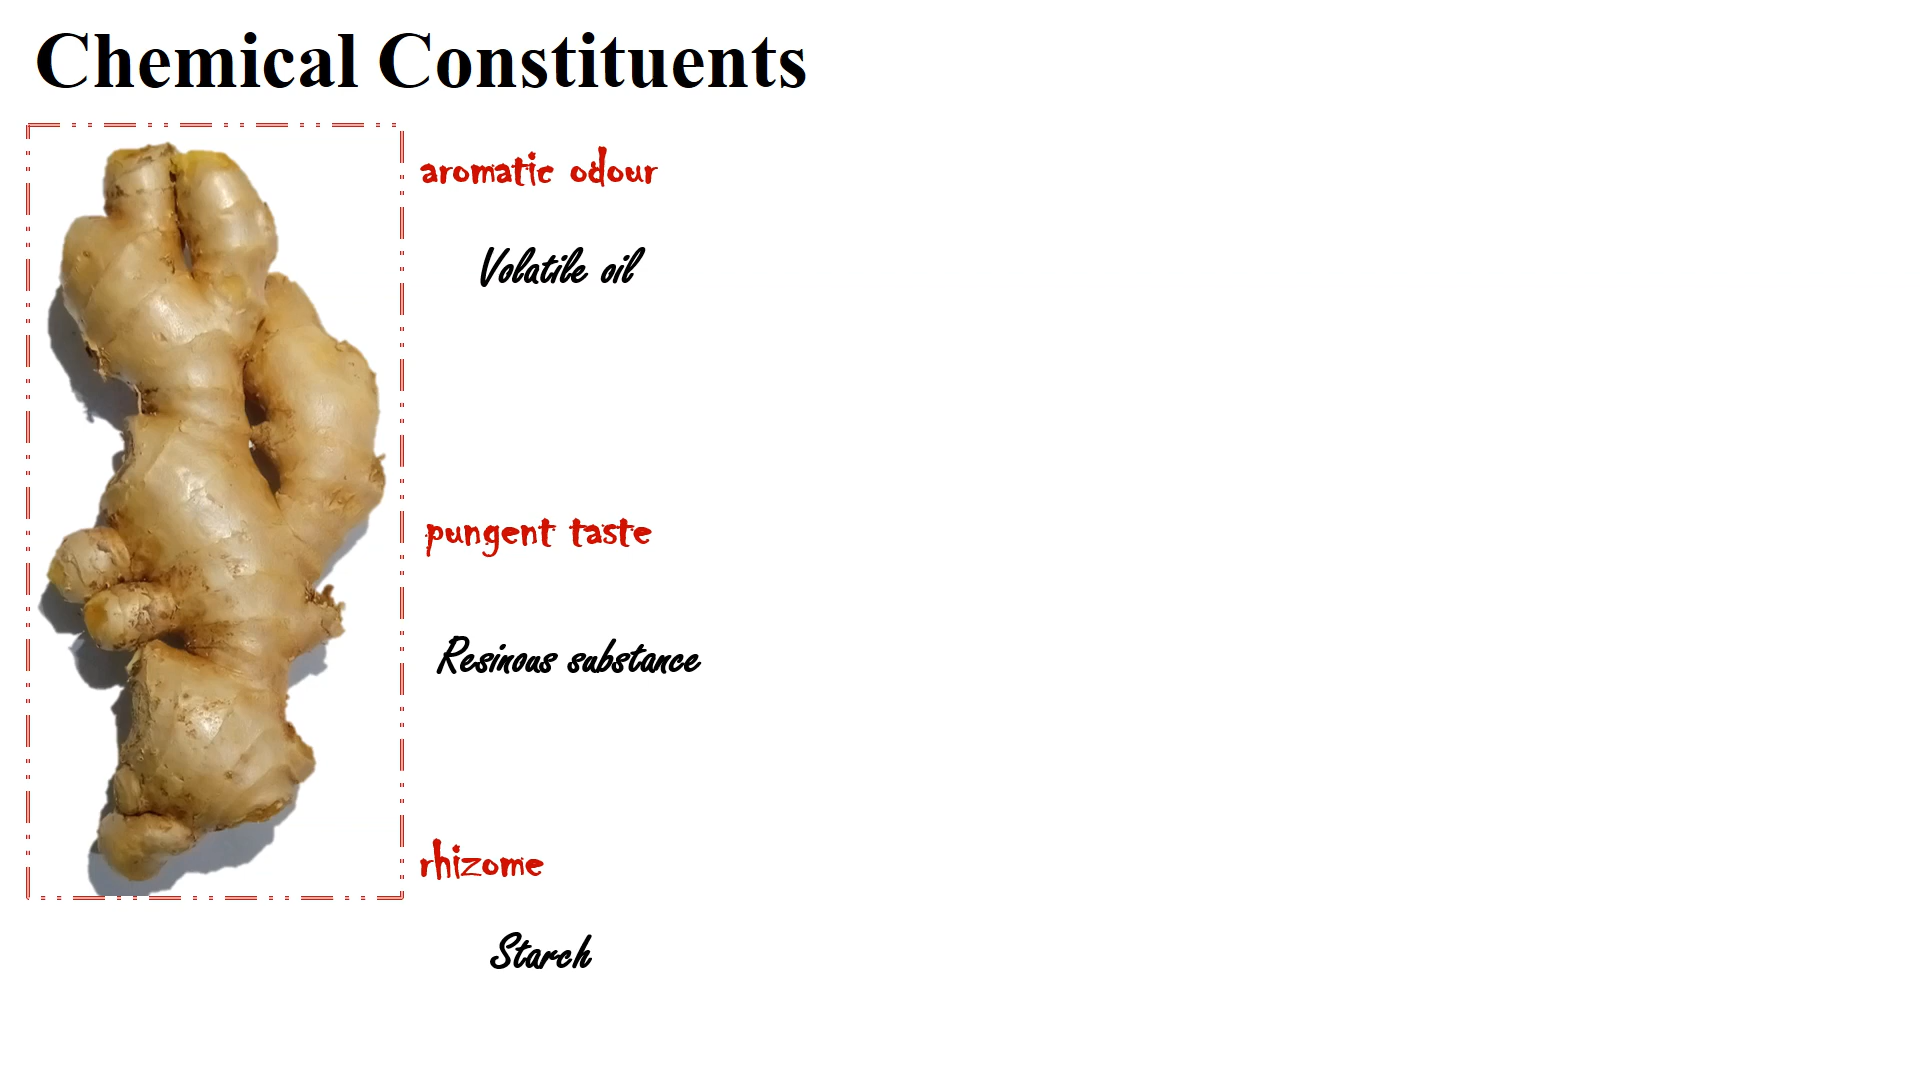 Chemical Constituents
aromatic odour
Volatile oil
pungent taste
Resinous substance
rhizome
Starch